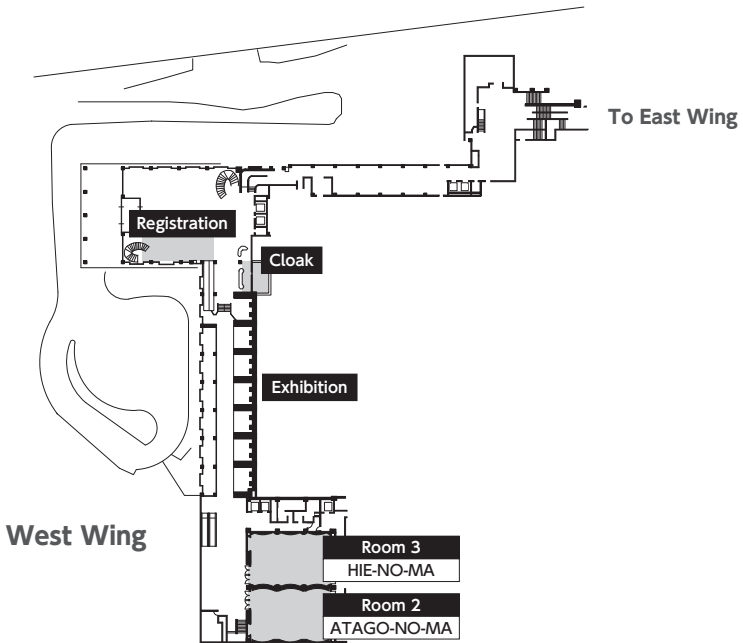 To East Wing
Registration
Cloak
Exhibition
West Wing
Room 3
HIE-NO-MA
Room 2
ATAGO-NO-MA